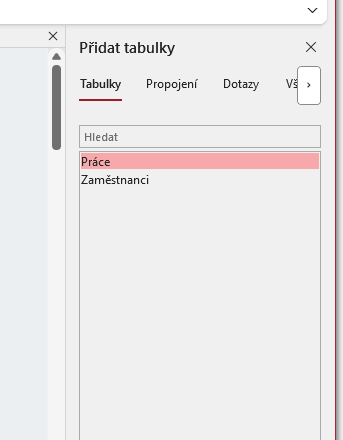 Přidat tabulky
Tabulky Propojení Dotazy
Hledat
Práce
Zaměstnanci